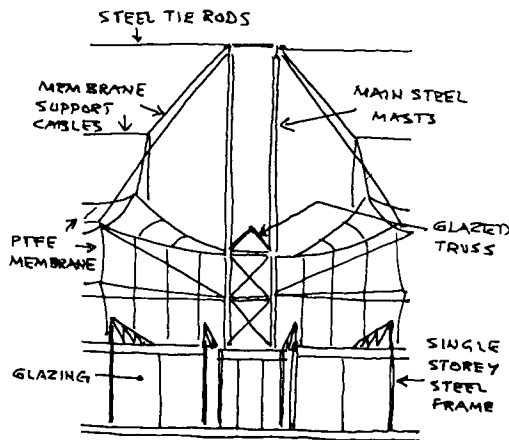 STEEL TIE RODS
MEMBRANE
SUPPORT
CABLES
MAIN STEEL
MASTS
PTFE
MEMBRANE
GLAZED
TRUSS
GLAZING
SINGLE
STOREY
STEEL
FRAME